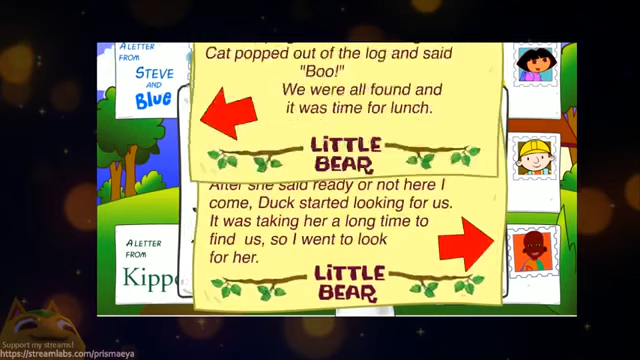 A LETTER
FROM
STEVE
AND
Blue
Cat popped out of the log and said
"Boo!"
We were all found and
it was time for lunch.
LITTLE
BEAR
After she said ready or not here I
come, Duck started looking for us.
It was taking her a long time to
find us, so I went to look
for her.
LITTLE
BEAR
A LETTER
FROM
Kippe
Support my streams!
https://streamlabs.com/prismaeya